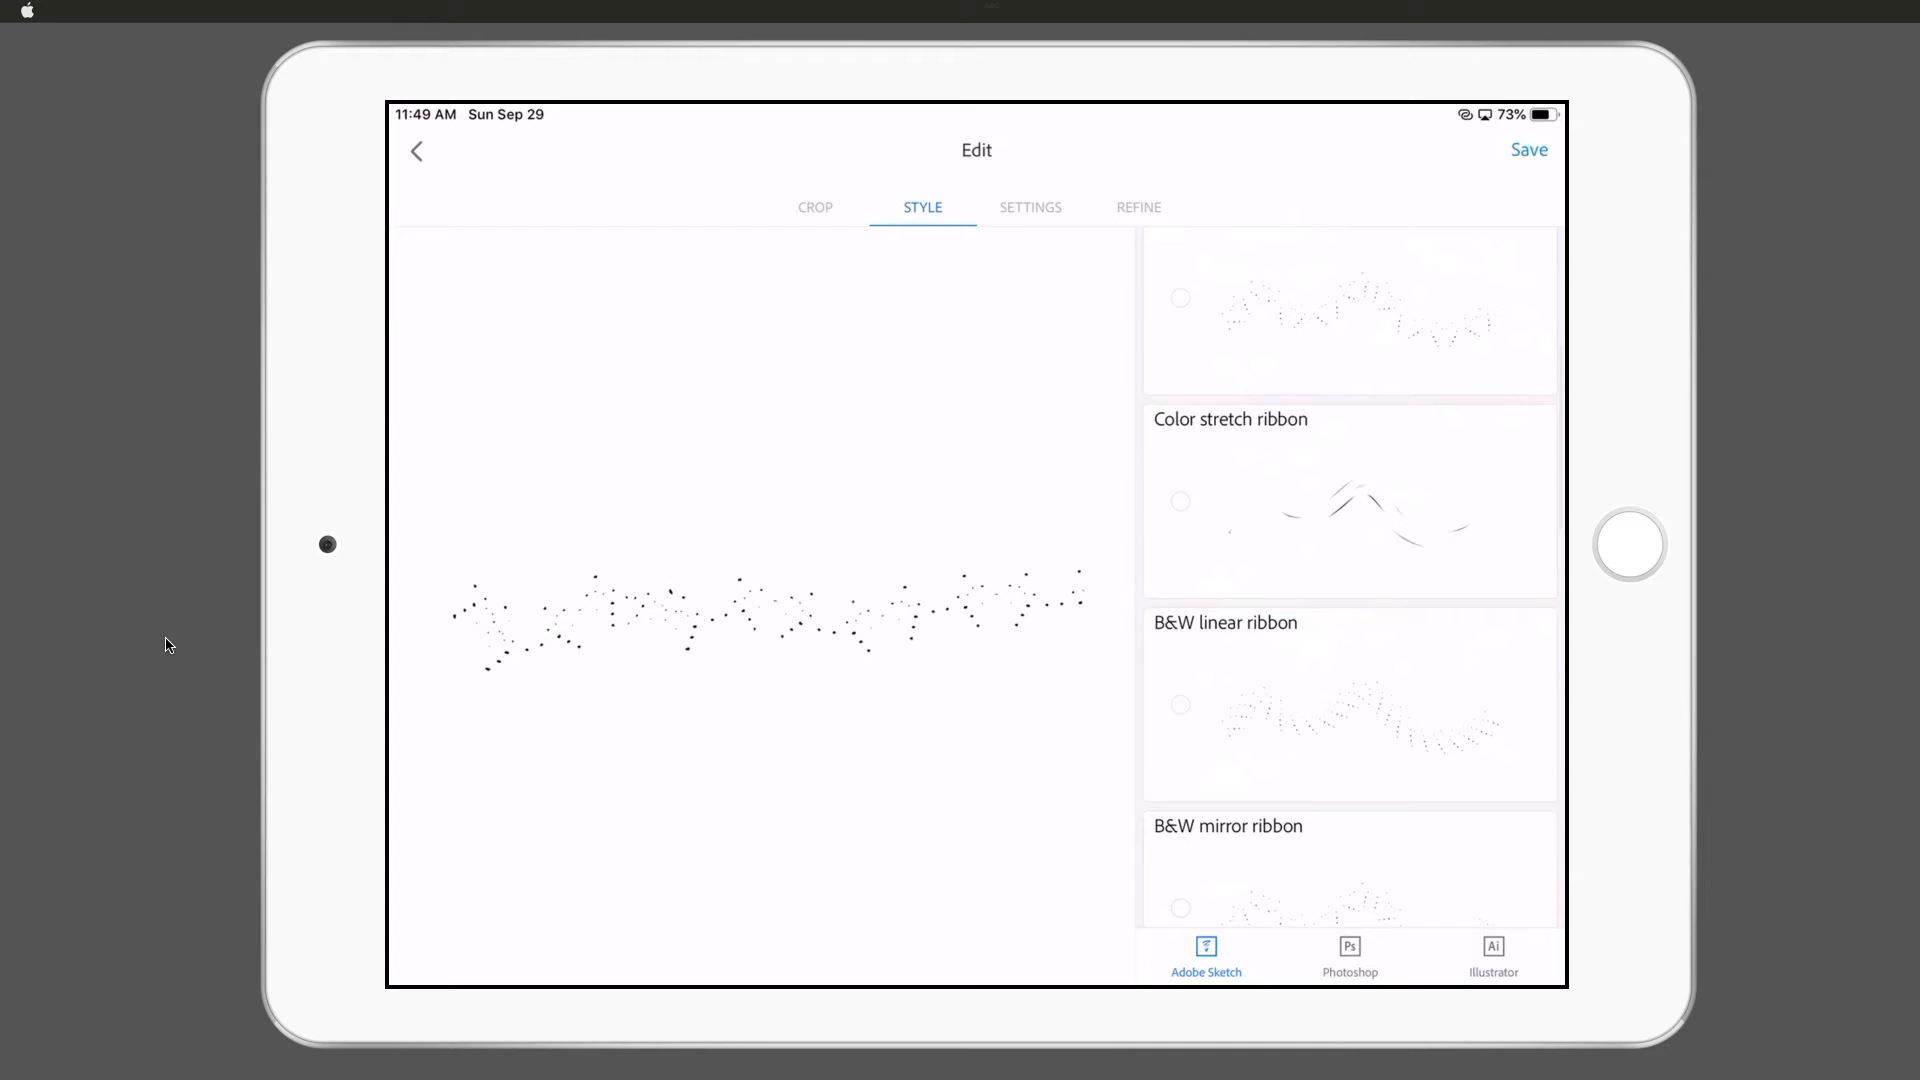 11:49 AM Sun Sep 29
73%
Edit
Save
CROP
STYLE
SETTINGS
REFINE
Color stretch ribbon
B&W linear ribbon
B&W mirror ribbon
Ps
Ai
Adobe Sketch
Photoshop
Illustrator